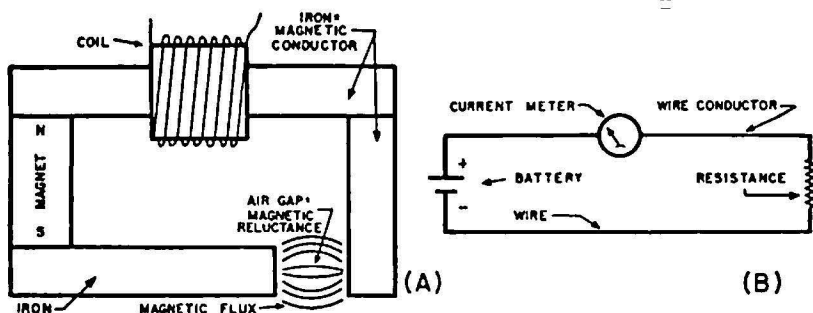 COIL
IRON=
MAGNETIC
CONDUCTOR
N
MAGNET
S
AIR GAP=
MAGNETIC
RELUCTANCE
IRON
MAGNETIC FLUX
(A)
CURRENT METER
WIRE CONDUCTOR
+
BATTERY
-
RESISTANCE
WIRE
(B)